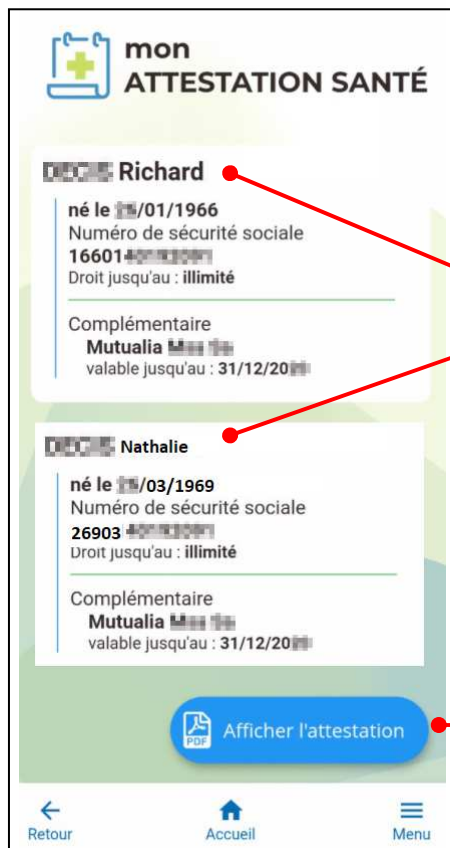 mon
ATTESTATION SANTÉ
Richard
né le /01/1966
Numéro de sécurité sociale
16601
Droit jusqu'au : illimité
Complémentaire
Mutualia
valable jusqu'au : 31/12/20
Nathalie
né le /03/1969
Numéro de sécurité sociale
26903
Droit jusqu'au : illimité
Complémentaire
Mutualia
valable jusqu'au : 31/12/20
PDF Afficher l'attestation
Retour Accueil Menu